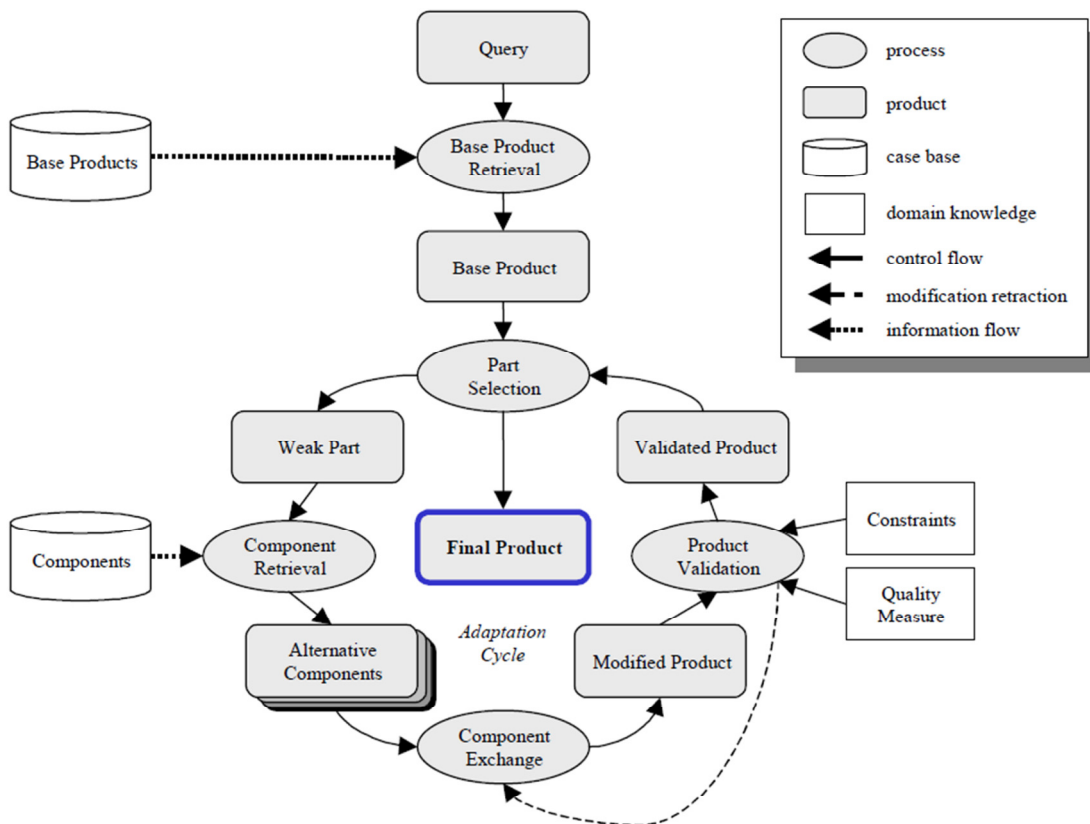 Query
Base Products
Base Product
Retrieval
Base Product
Part
Selection
Weak Part
Validated Product
Components
Component
Retrieval
Final Product
Product
Validation
Constraints
Quality
Measure
Alternative
Components
Adaptation
Cycle
Modified Product
Component
Exchange
process
product
case base
domain knowledge
control flow
modification retraction
information flow